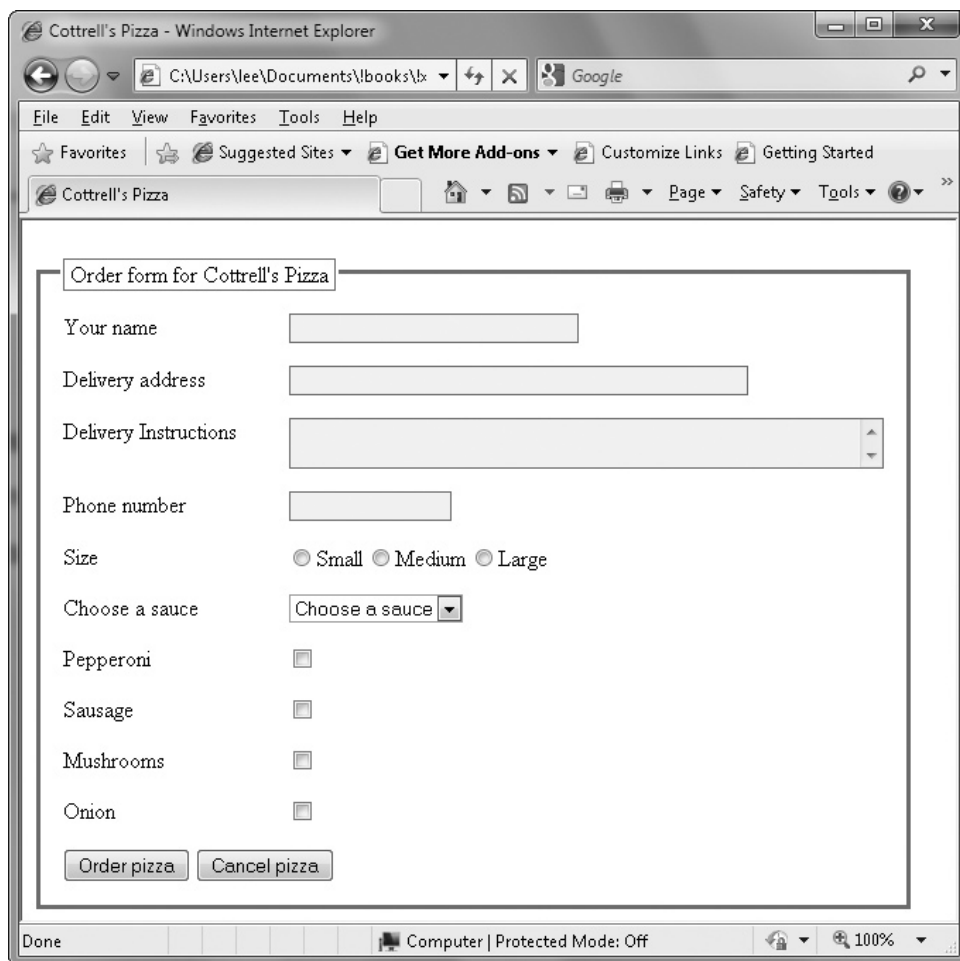 Cottrell's Pizza - Windows Internet Explorer
C:\Users\lee\Documents\!books\!x
Google
File Edit View Favorites Tools Help
Favorites Suggested Sites Get More Add-ons Customize Links Getting Started
Cottrell's Pizza Page Safety Tools »
Order form for Cottrell's Pizza
Your name
Delivery address
Delivery Instructions
Phone number
Size Small Medium Large
Choose a sauce Choose a sauce
Pepperoni
Sausage
Mushrooms
Onion
Order pizza Cancel pizza
Done Computer | Protected Mode: Off 100%